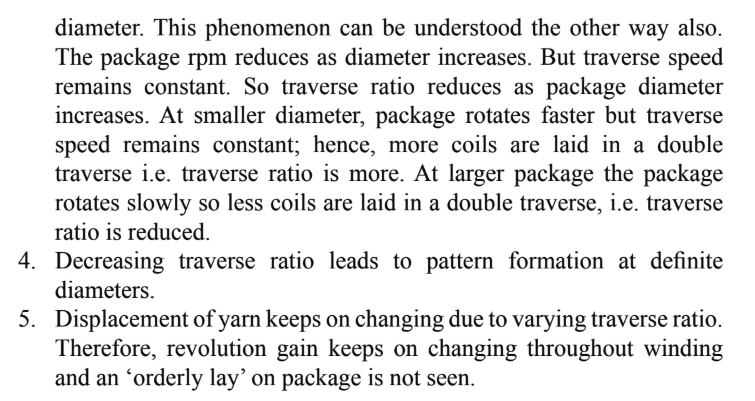 diameter. This phenomenon can be understood the other way also.
The package rpm reduces as diameter increases. But traverse speed
remains constant. So traverse ratio reduces as package diameter
increases. At smaller diameter, package rotates faster but traverse
speed remains constant; hence, more coils are laid in a double
traverse i.e. traverse ratio is more. At larger package the package
rotates slowly so less coils are laid in a double traverse, i.e. traverse
ratio is reduced.
4. Decreasing traverse ratio leads to pattern formation at definite
diameters.
5. Displacement of yarn keeps on changing due to varying traverse ratio.
Therefore, revolution gain keeps on changing throughout winding
and an ‘orderly lay’ on package is not seen.